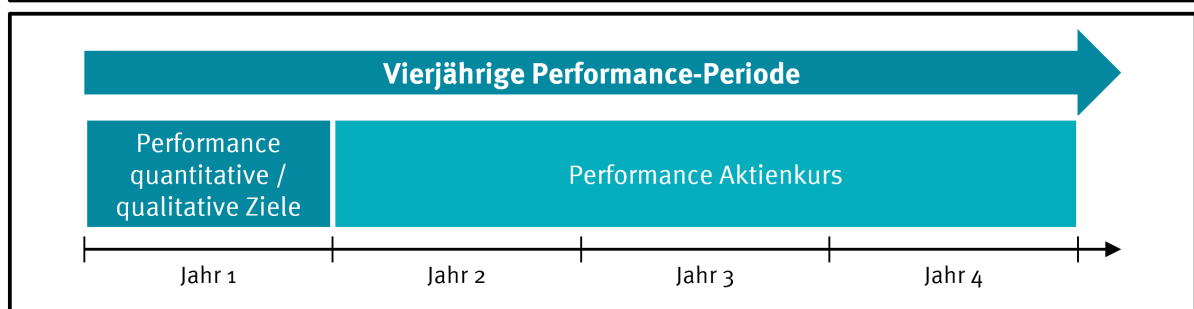 Vierjährige Performance-Periode
Performance
quantitative /
qualitative Ziele
Performance Aktienkurs
Jahr 1
Jahr 2
Jahr 3
Jahr 4